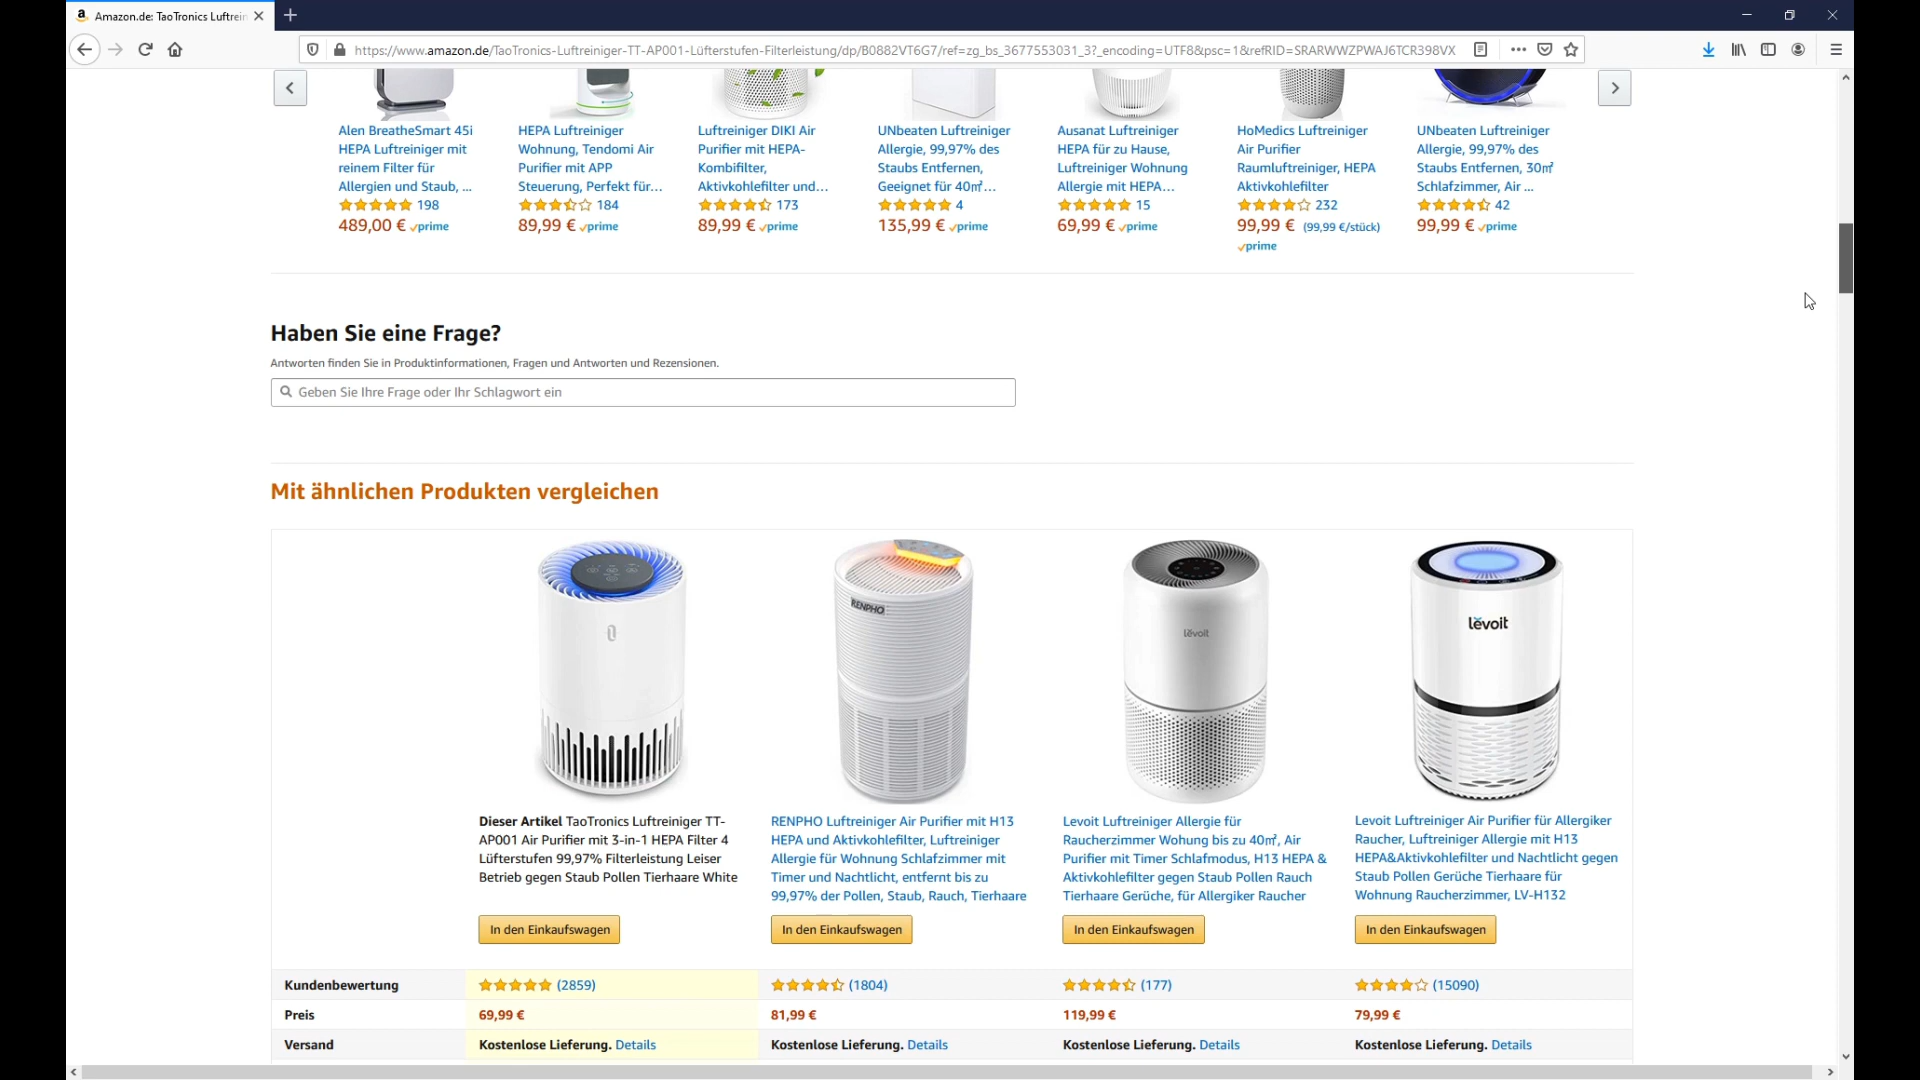 Amazon.de: TaoTronics Luftrein
https://www.amazon.de/TaoTronics-Luftreiniger-TT-AP001-Lüfterstufen-Filterleistung/dp/B0882VT6G7/ref=zg_bs_3677553031_3?_encoding=UTF8&psc=1&refRID=SRARWWZPWAJ6TCR398VX
Alen BreatheSmart 45i
HEPA Luftreiniger mit
reinem Filter für
Allergien und Staub, ...
198
489,00 € prime
HEPA Luftreiniger
Wohnung, Tendomi Air
Purifier mit APP
Steuerung, Perfekt für...
184
89,99 € prime
Luftreiniger DIKI Air
Purifier mit HEPA-
Kombifilter,
Aktivkohlefilter und...
173
89,99 € prime
UNbeaten Luftreiniger
Allergie, 99,97% des
Staubs Entfernen,
Geeignet für 40㎡...
4
135,99 € prime
Ausanat Luftreiniger
HEPA für zu Hause,
Luftreiniger Wohnung
Allergie mit HEPA...
15
69,99 € prime
HoMedics Luftreiniger
Air Purifier
Raumluftreiniger, HEPA
Aktivkohlefilter
232
99,99 € (99,99 €/stück)
prime
UNbeaten Luftreiniger
Allergie, 99,97% des
Staubs Entfernen, 30㎡
Schlafzimmer, Air ...
42
99,99 € prime
Haben Sie eine Frage?
Antworten finden Sie in Produktinformationen, Fragen und Antworten und Rezensionen.
Geben Sie Ihre Frage oder Ihr Schlagwort ein
Mit ähnlichen Produkten vergleichen
RENPHO
levoit
levoit
Dieser Artikel TaoTronics Luftreiniger TT-
AP001 Air Purifier mit 3-in-1 HEPA Filter 4
Lüfterstufen 99,97% Filterleistung Leiser
Betrieb gegen Staub Pollen Tierhaare White
RENPHO Luftreiniger Air Purifier mit H13
HEPA und Aktivkohlefilter, Luftreiniger
Allergie für Wohnung Schlafzimmer mit
Timer und Nachtlicht, entfernt bis zu
99,97% der Pollen, Staub, Rauch, Tierhaare
Levoit Luftreiniger Allergie für
Raucherzimmer Wohung bis zu 40㎡, Air
Purifier mit Timer Schlafmodus, H13 HEPA &
Aktivkohlefilter gegen Staub Pollen Rauch
Tierhaare Gerüche, für Allergiker Raucher
Levoit Luftreiniger Air Purifier für Allergiker
Raucher, Luftreiniger Allergie mit H13
HEPA&Aktivkohlefilter und Nachtlicht gegen
Staub Pollen Gerüche Tierhaare für
Wohnung Raucherzimmer, LV-H132
In den Einkaufswagen In den Einkaufswagen In den Einkaufswagen In den Einkaufswagen
Kundenbewertung (2859) (1804) (177) (15090)
Preis 69,99 € 81,99 € 119,99 € 79,99 €
Versand Kostenlose Lieferung. Details Kostenlose Lieferung. Details Kostenlose Lieferung. Details Kostenlose Lieferung. Details